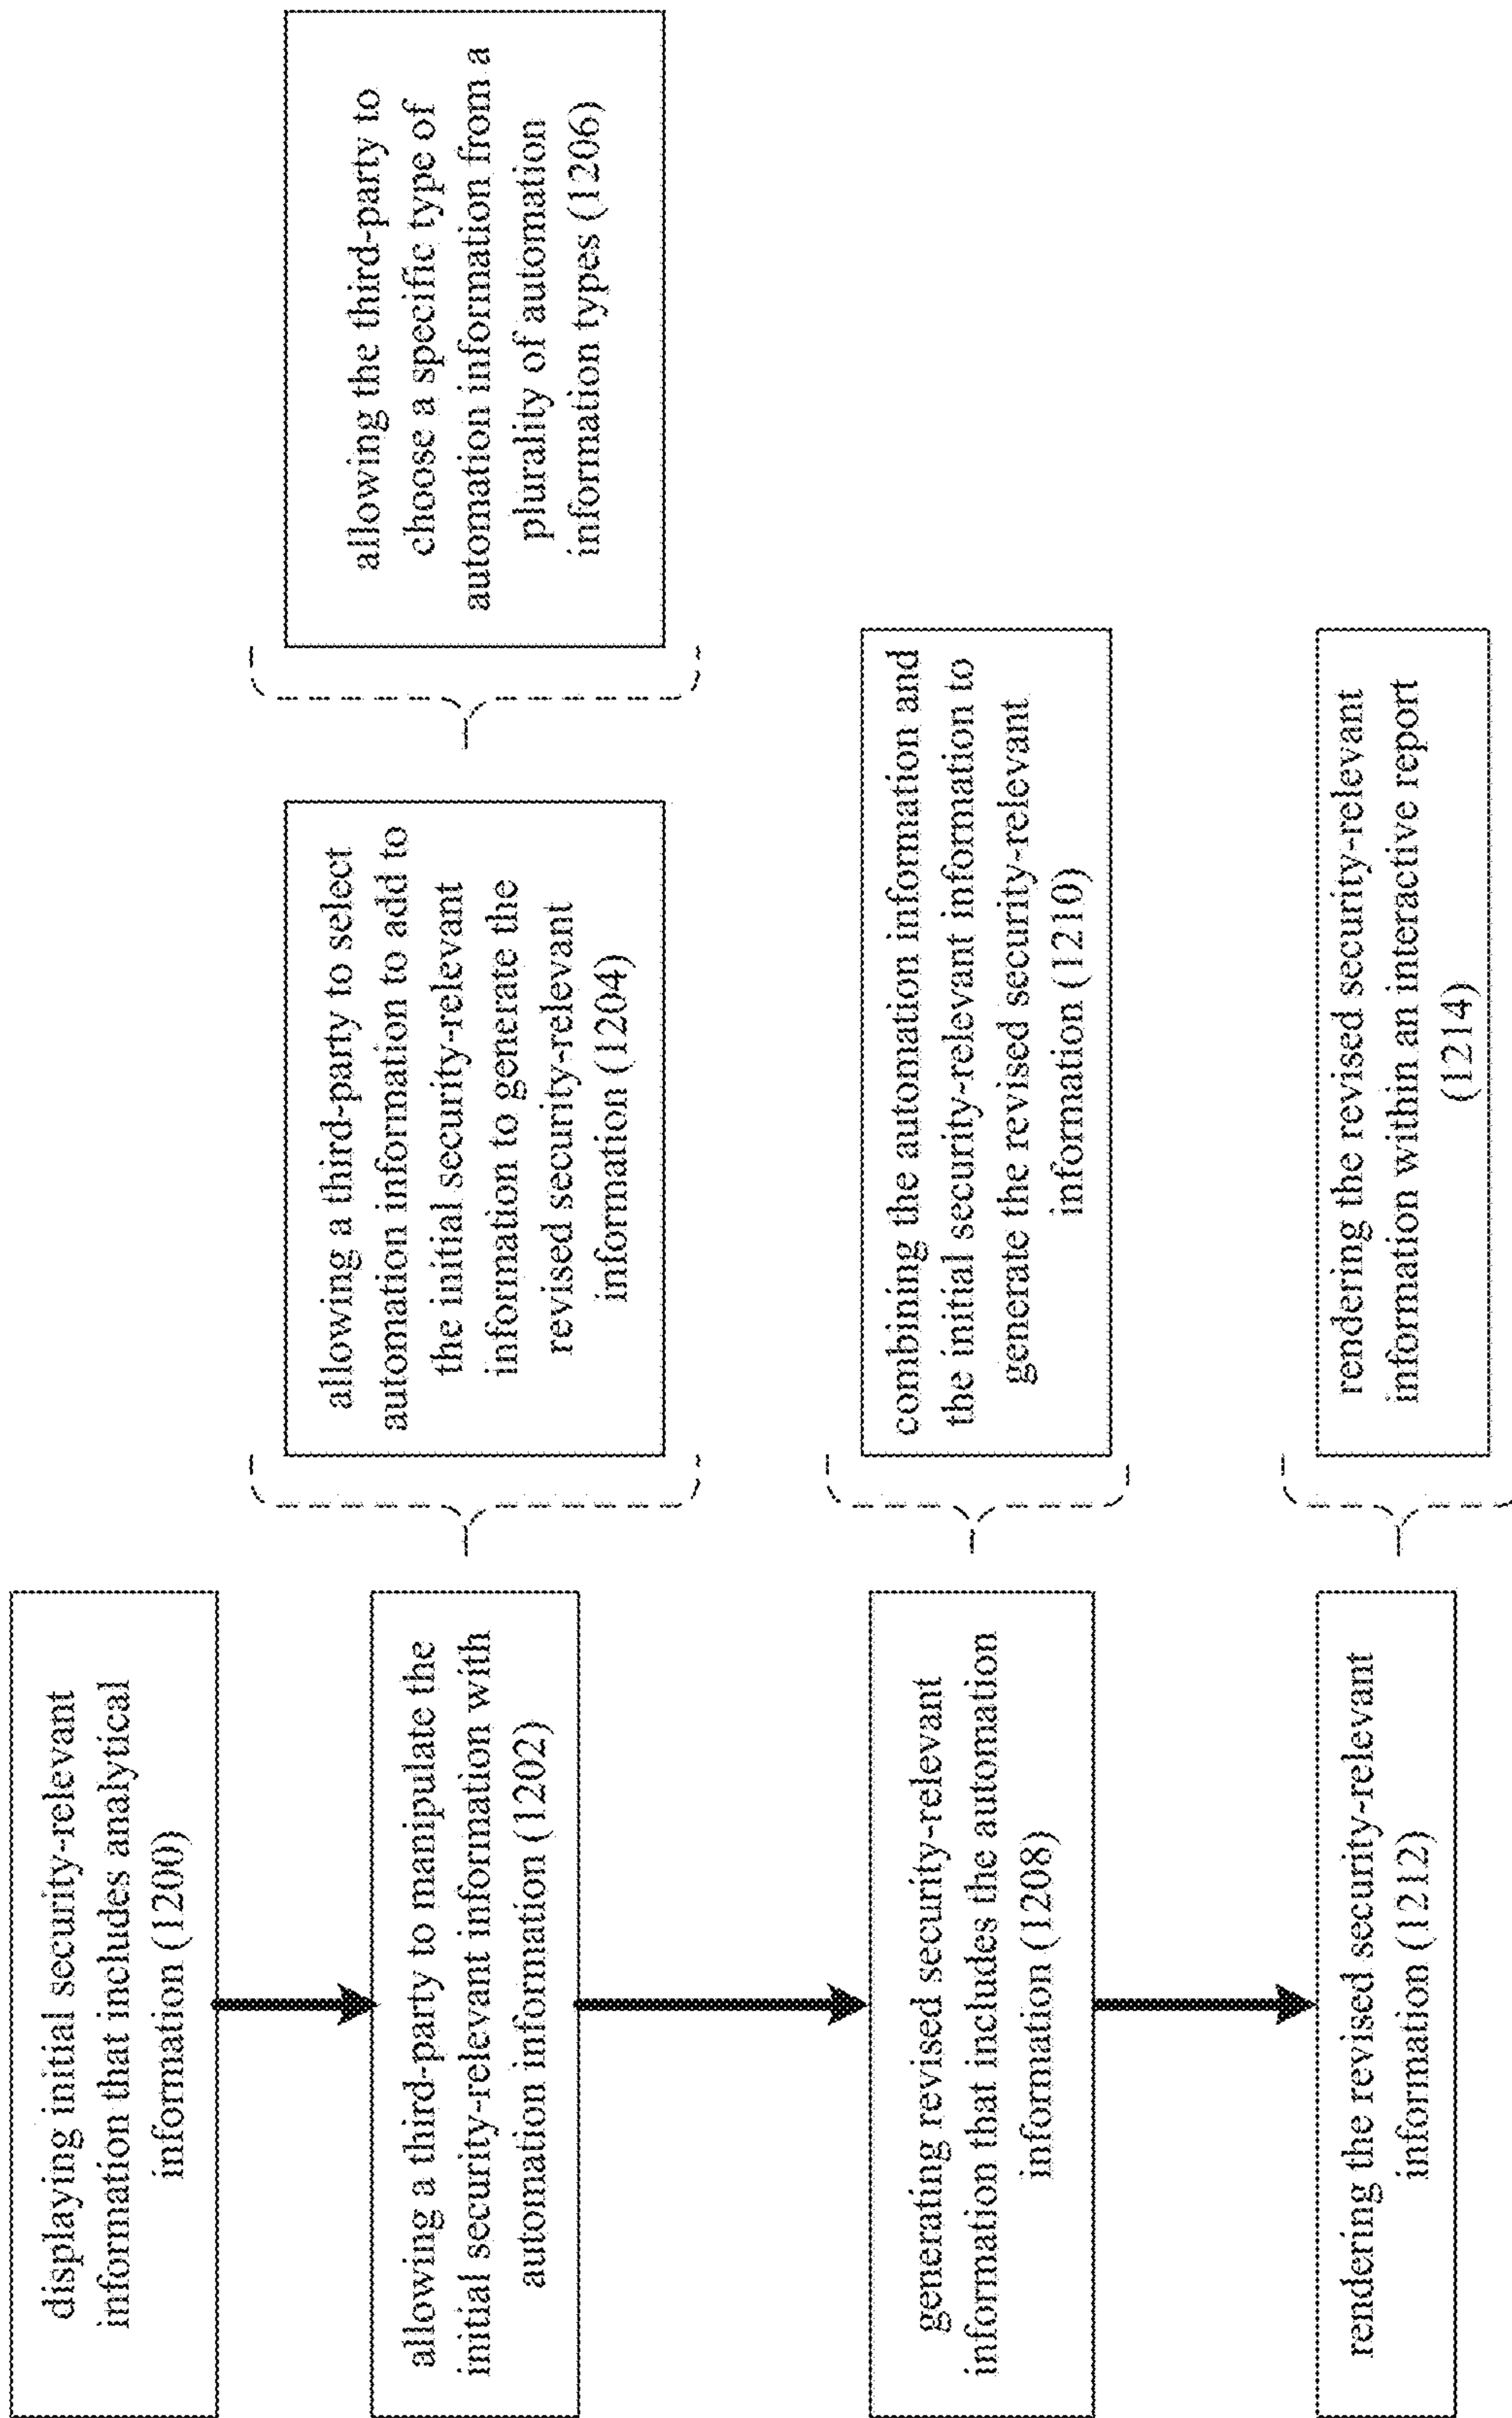 displaying initial security-relevant
information that includes analytical
information (1200)
allowing a third-party to manipulate the
initial security-relevant information with
automation information (1202)
allowing a third-party to select
automation information to add to
the initial security-relevant
information to generate the
revised security-relevant
information (1204)
allowing the third-party to
choose a specific type of
automation information from a
plurality of automation
information types (1206)
generating revised security-relevant
information that includes the automation
information (1208)
combining the automation information and
the initial security-relevant information to
generate the revised security-relevant
information (1210)
rendering the revised security-relevant
information (1212)
rendering the revised security-relevant
information within an interactive report
(1214)